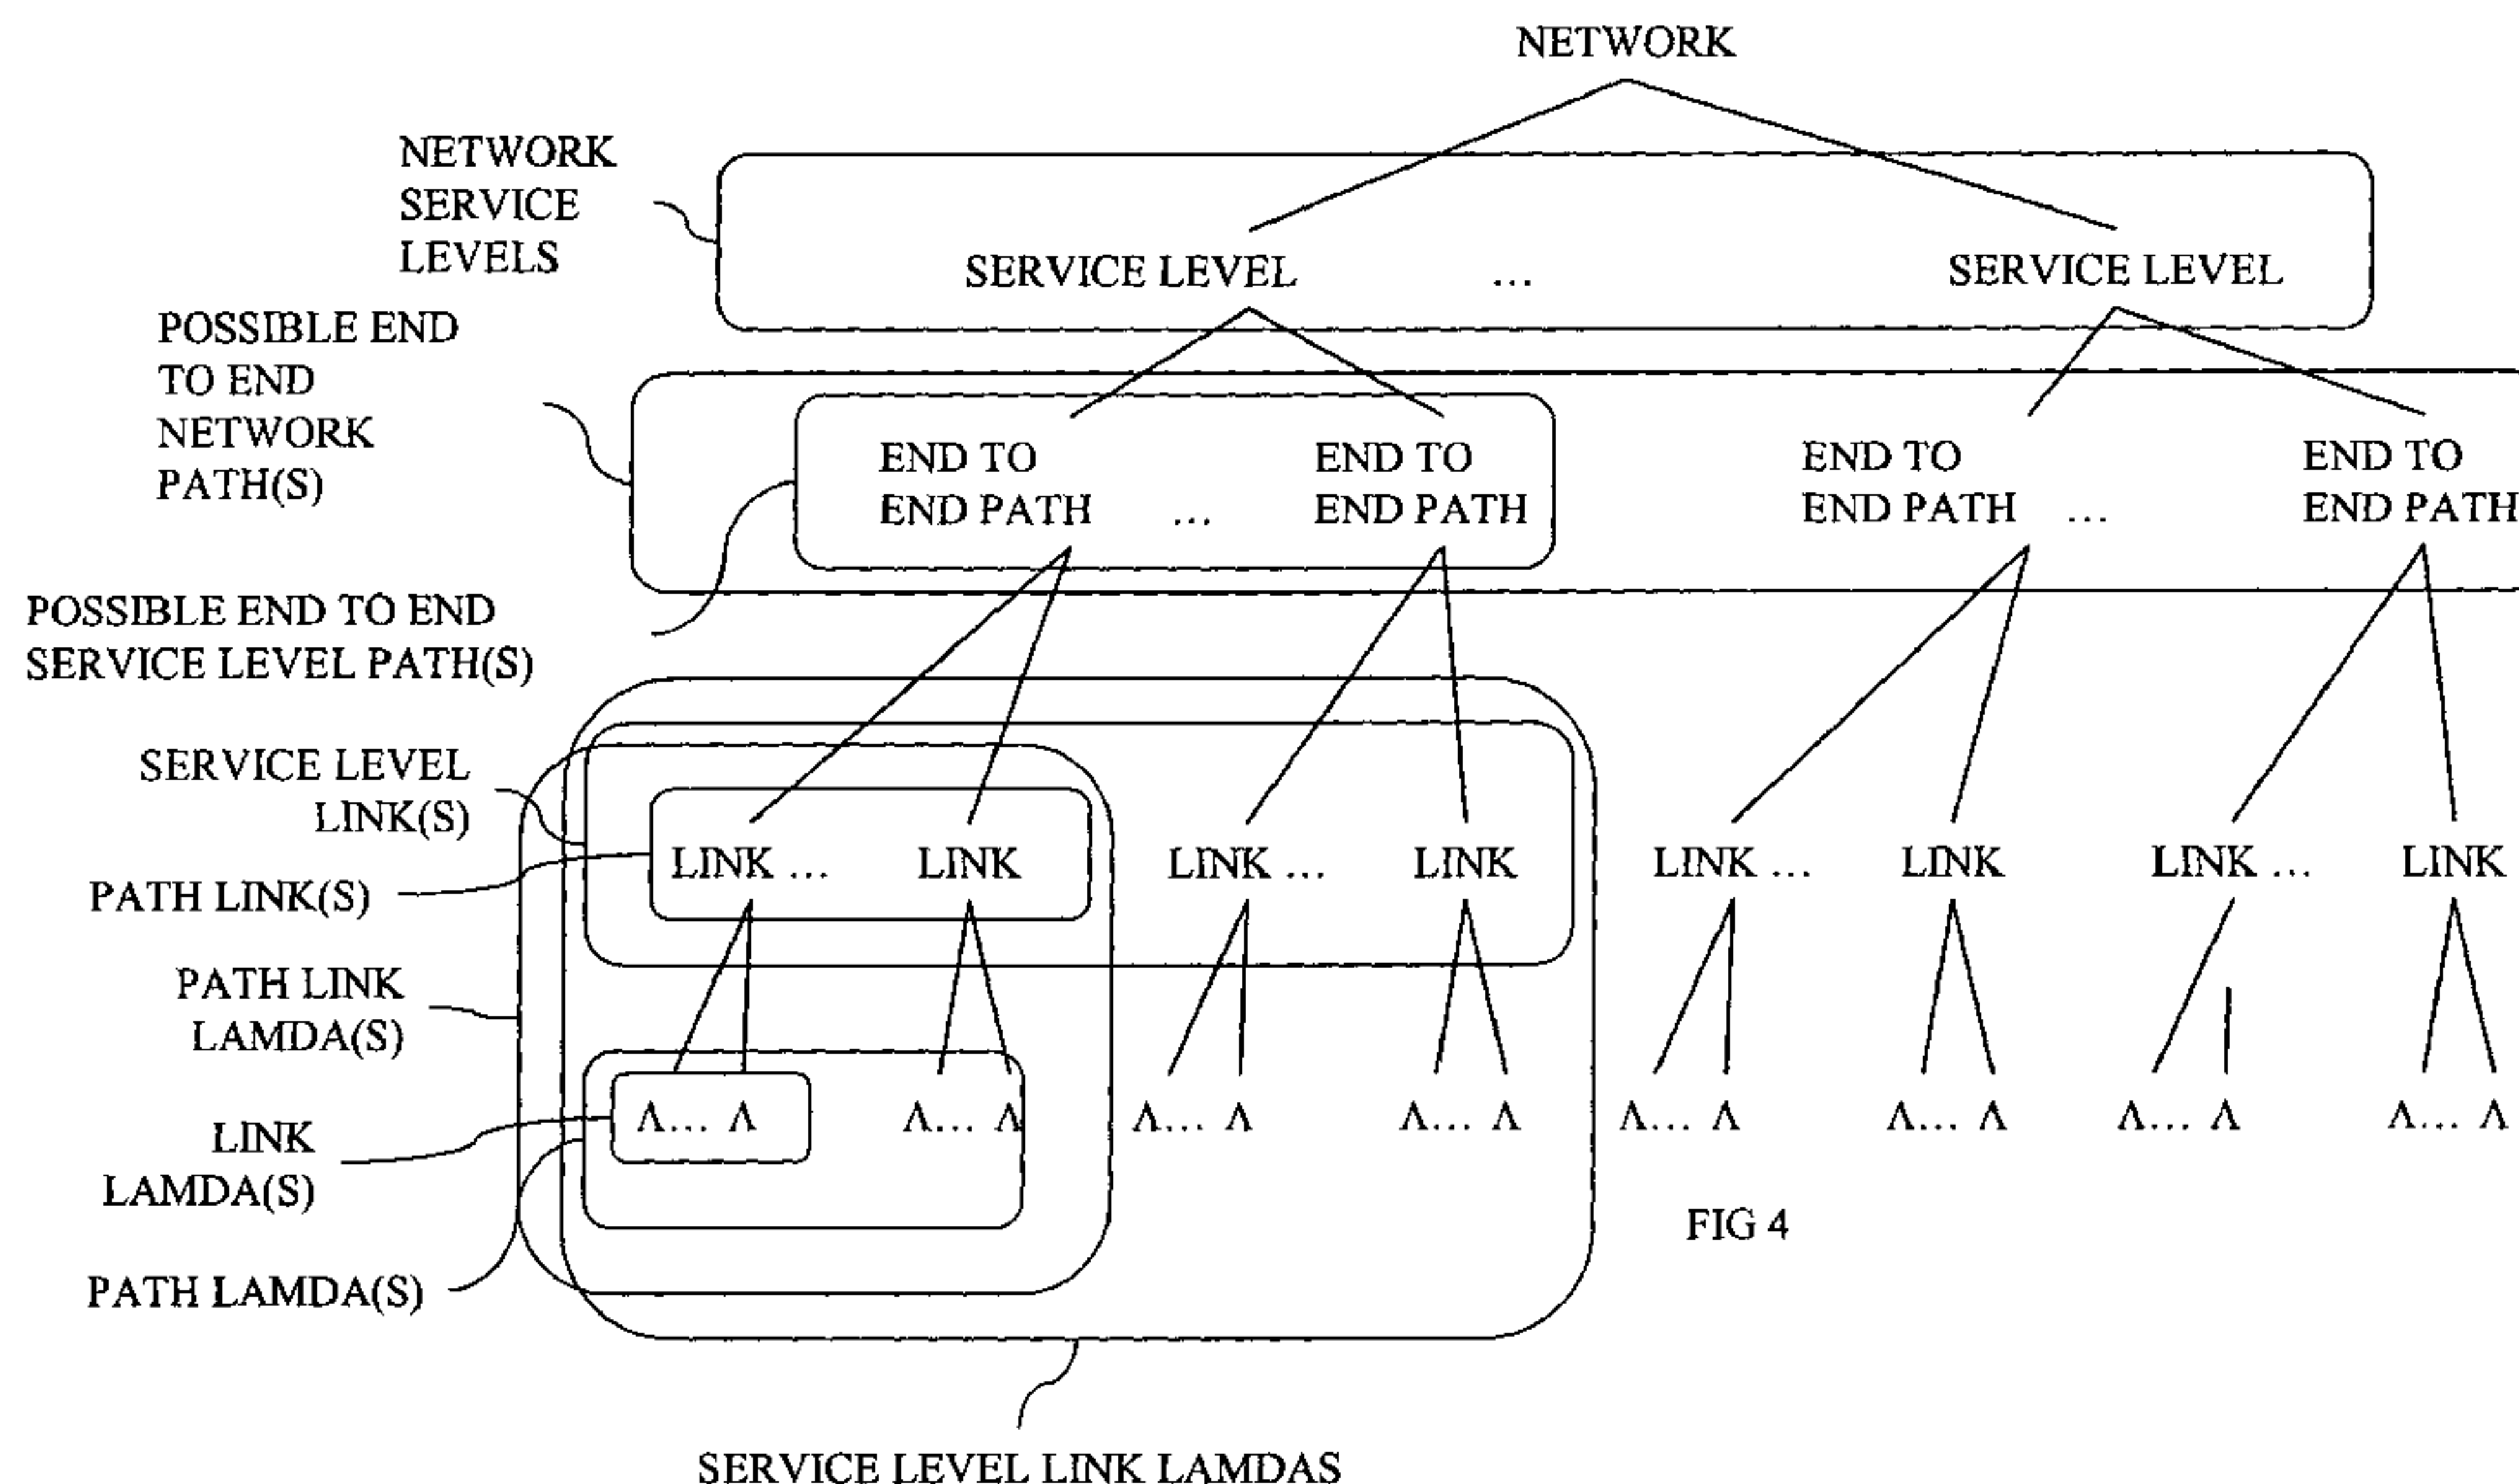 NETWORK
NETWORK
SERVICE
LEVELS
SERVICE LEVEL ... SERVICE LEVEL
POSSIBLE END
TO END
NETWORK
PATH(S)
END TO END TO END TO END TO
END PATH ... END PATH END PATH ... END PATH
POSSIBLE END TO END
SERVICE LEVEL PATH(S)
SERVICE LEVEL
LINK(S)
LINK ... LINK LINK ... LINK LINK ... LINK LINK ... LINK
PATH LINK(S)
PATH LINK
LAMDA(S)
Λ... Λ Λ... Λ Λ... Λ Λ... Λ Λ... Λ Λ... Λ Λ... Λ Λ... Λ
LINK
LAMDA(S)
FIG 4
PATH LAMDA(S)
SERVICE LEVEL LINK LAMDAS